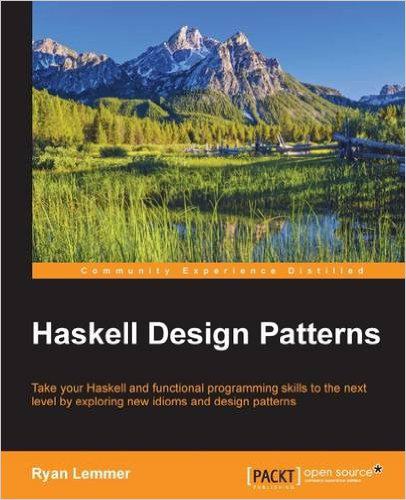 Community Experience Distilled
Haskell Design Patterns
Take your Haskell and functional programming skills to the next
level by exploring new idioms and design patterns
Ryan Lemmer
[PACKT] open source*
PUBLISHING